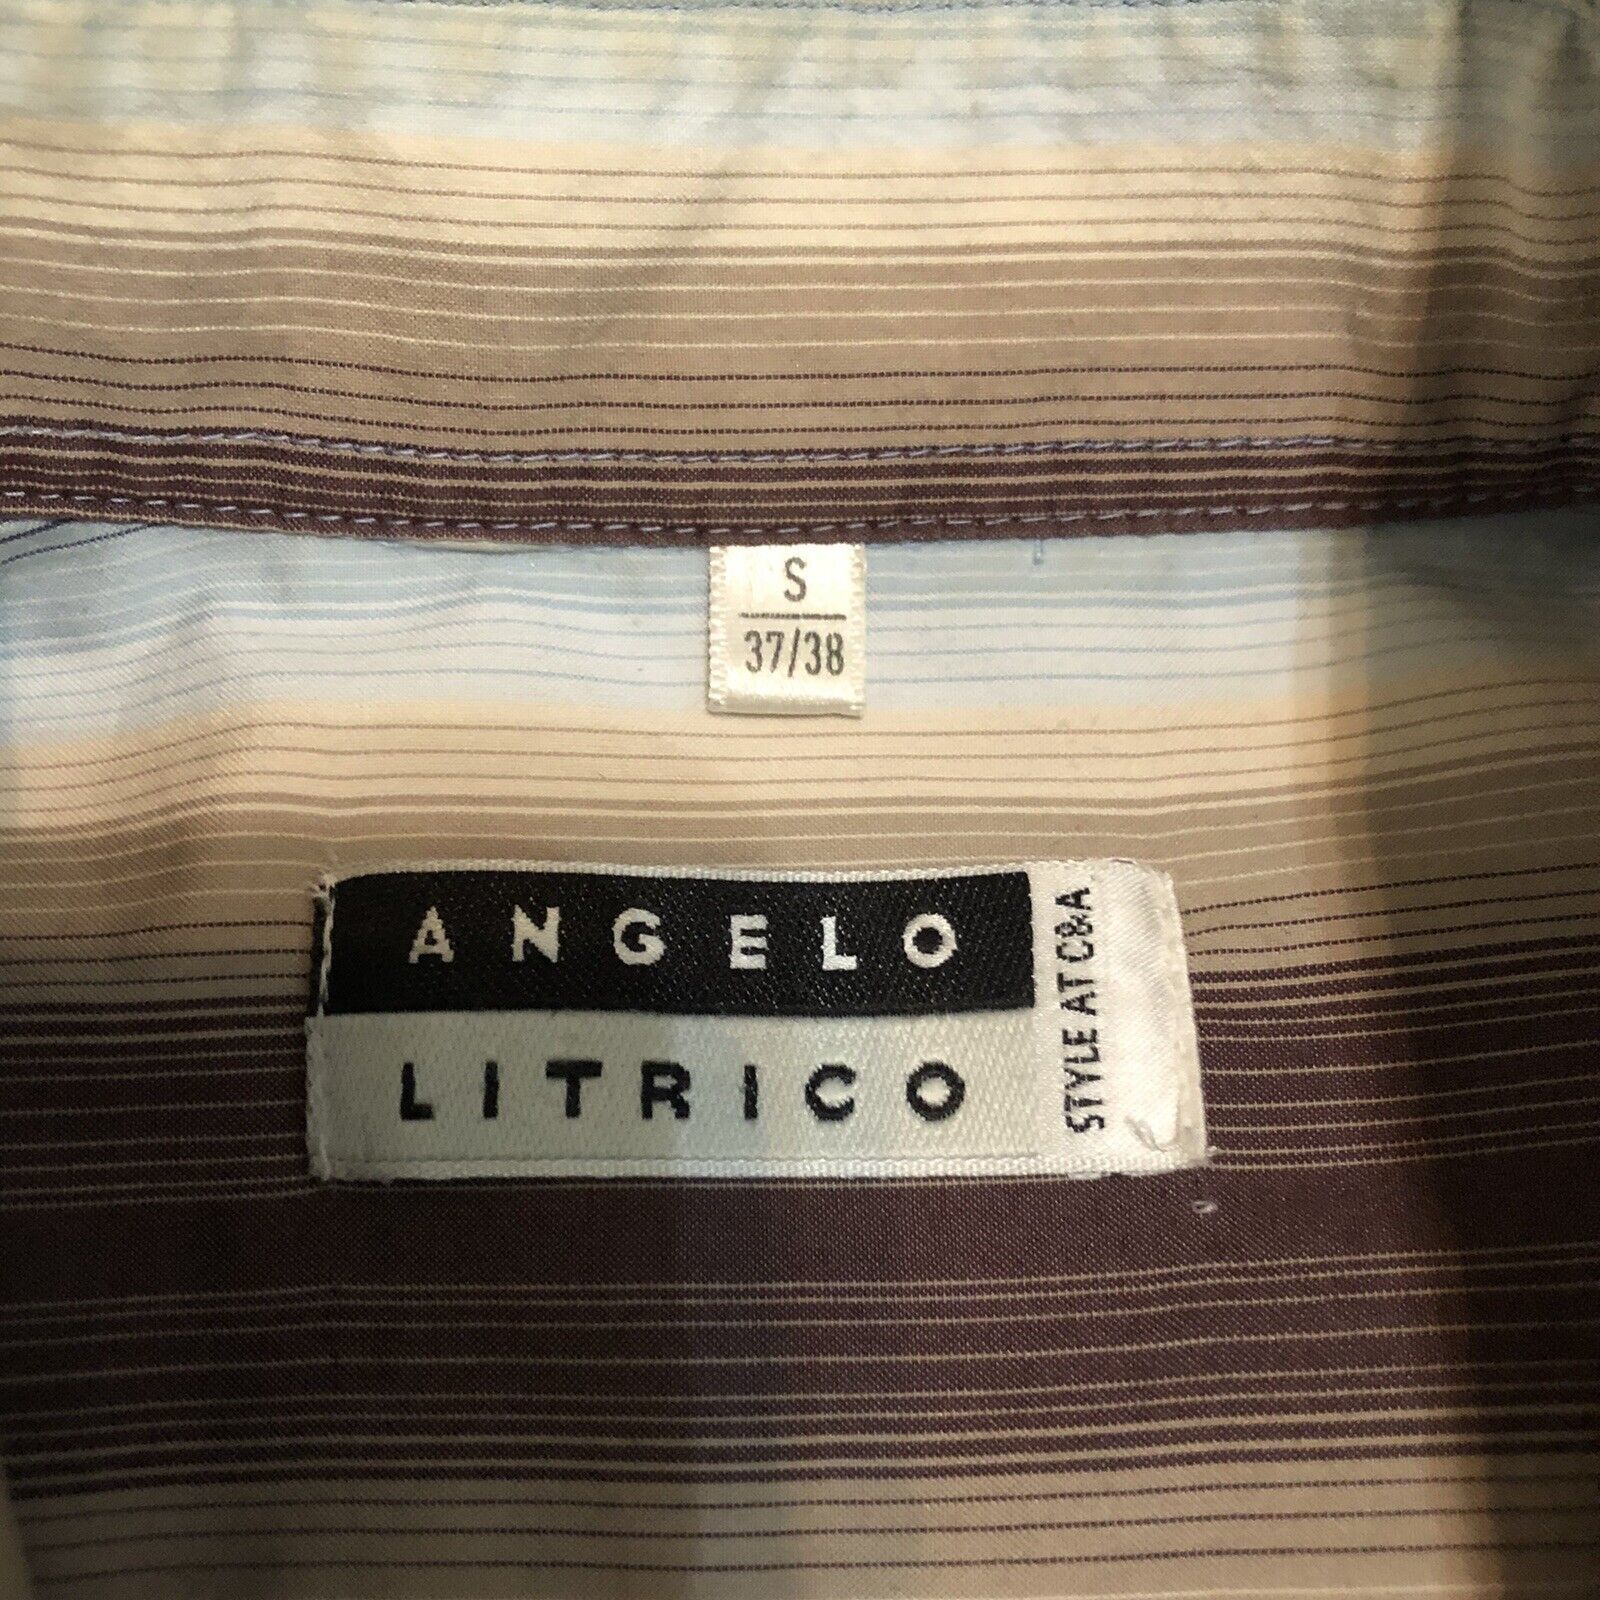 S
37/38
ANGELO
LITRICO
STYLE AT C&A